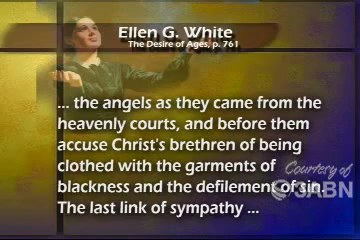 Ellen G. White
The Desire of Ages, p. 761
... the angels as they came from the
heavenly courts, and before them
accuse Christ's brethren of being
clothed with the garments of
blackness and the defilement of sin.
The last link of sympathy ...
Courtesy of
3ABN